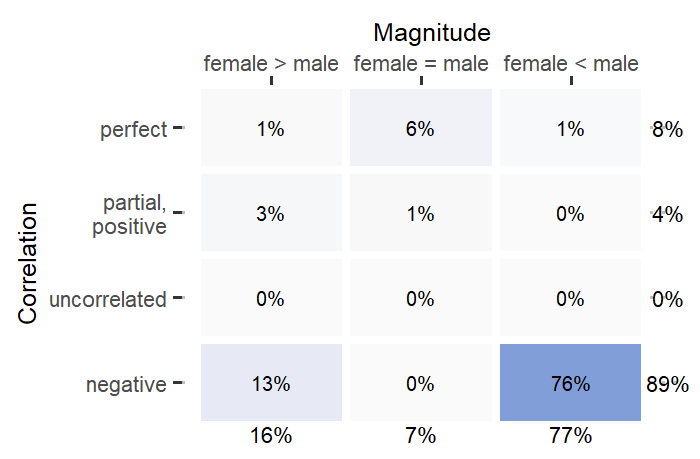 Magnitude
female > male female = male female < male
perfect 1% 6% 1% 8%
partial,
positive 3% 1% 0% 4%
Correlation
uncorrelated 0% 0% 0% 0%
negative 13% 0% 76% 89%
16% 7% 77%